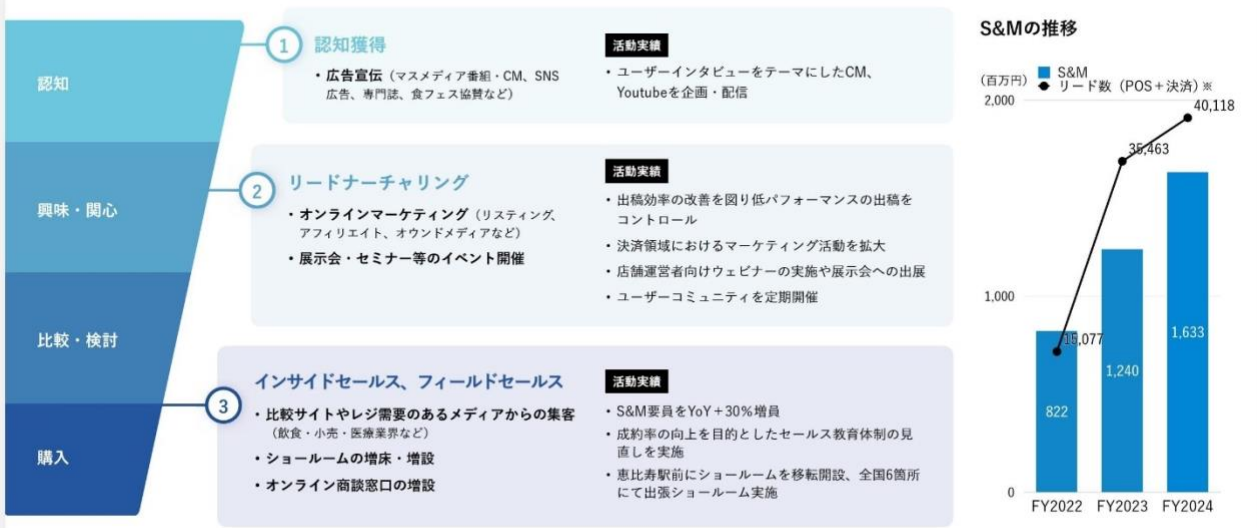 認知
興味・関心
比較・検討
購入
1
認知獲得
・広告宣伝（マスメディア番組・CM、SNS
広告、専門誌、食フェス協賛など）
活動実績
・ユーザーインタビューをテーマにしたCM、
Youtubeを企画・配信
2
リードナーチャリング
・オンラインマーケティング（リスティング、
アフィリエイト、オウンドメディアなど）
・展示会・セミナー等のイベント開催
活動実績
・出稿効率の改善を図り低パフォーマンスの出稿を
コントロール
・決済領域におけるマーケティング活動を拡大
・店舗運営者向けウェビナーの実施や展示会への出展
・ユーザーコミュニティを定期開催
3
インサイドセールス、フィールドセールス
・比較サイトやレジ需要のあるメディアからの集客
（飲食・小売・医療業界など）
・ショールームの増床・増設
・オンライン商談窓口の増設
活動実績
・S&M要員をYoY＋30％増員
・成約率の向上を目的としたセールス教育体制の見
直しを実施
・恵比寿駅前にショールームを移転開設、全国6箇所
にて出張ショールーム実施
S&Mの推移
（百万円）
S&M
リード数（POS＋決済）※
2,000
40,118
35,463
1,000
15,077
1,633
1,240
822
0
FY2022 FY2023 FY2024